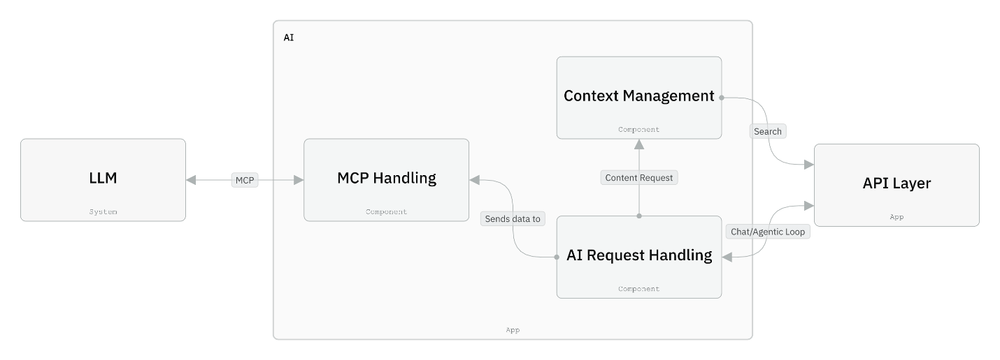 AI
Context Management
Component
Search
LLM
System
MCP
MCP Handling
Component
Content Request
API Layer
App
Sends data to
Chat/Agentic Loop
AI Request Handling
Component
App